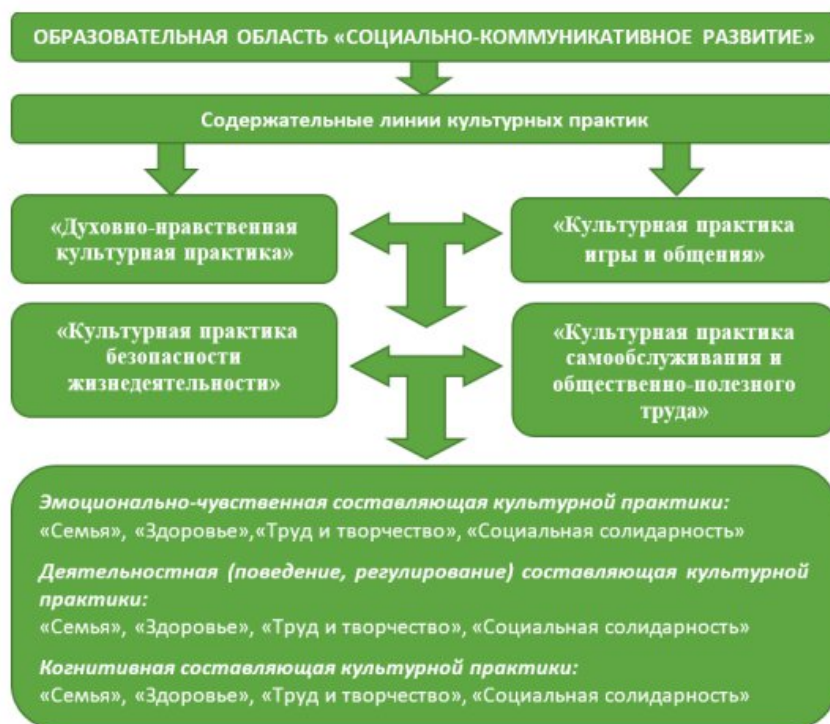 ОБРАЗОВАТЕЛЬНАЯ ОБЛАСТЬ «СОЦИАЛЬНО-КОММУНИКАТИВНОЕ РАЗВИТИЕ»
Содержательные линии культурных практик
«Духовно-нравственная
культурная практика»
«Культурная практика
игры и общения»
«Культурная практика
безопасности
жизнедеятельности»
«Культурная практика
самообслуживания и
общественно-полезного
труда»
Эмоционально-чувственная составляющая культурной практики:
«Семья», «Здоровье»,«Труд и творчество», «Социальная солидарность»
Деятельностная (поведение, регулирование) составляющая культурной
практики:
«Семья», «Здоровье», «Труд и творчество», «Социальная солидарность»
Когнитивная составляющая культурной практики:
«Семья», «Здоровье», «Труд и творчество», «Социальная солидарность»